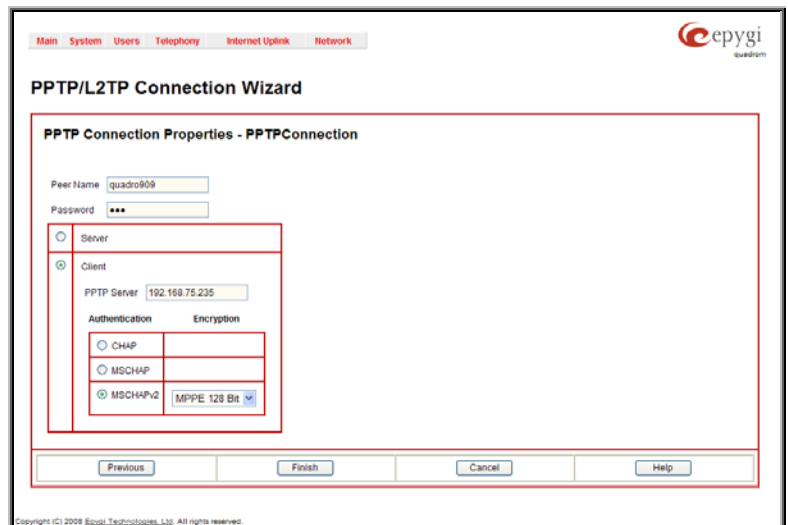 Main System Users Telephony Internet Uplink Network
epygi
quadrom
PPTP/L2TP Connection Wizard
PPTP Connection Properties - PPTPConnection
Peer Name quadro909
Password •••
Server
Client
PPTP Server 192.168.75.235
Authentication Encryption
CHAP
MSCHAP
MSCHAPv2 MPPE 128 Bit
Previous Finish Cancel Help
Copyright (C) 2008 Epygi Technologies, Ltd. All rights reserved.